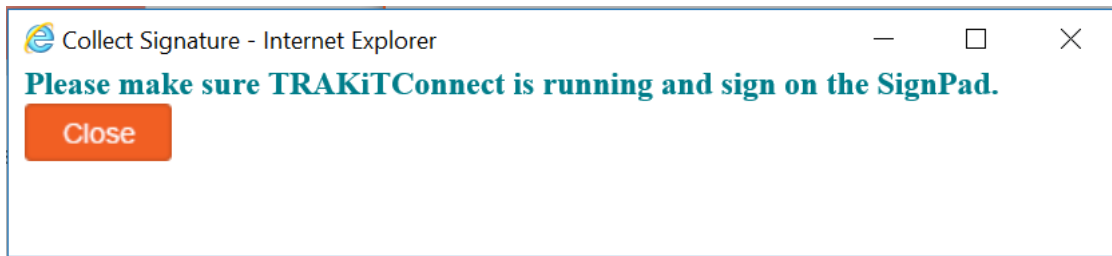 Collect Signature - Internet Explorer
Please make sure TRAKiTConnect is running and sign on the SignPad.
Close